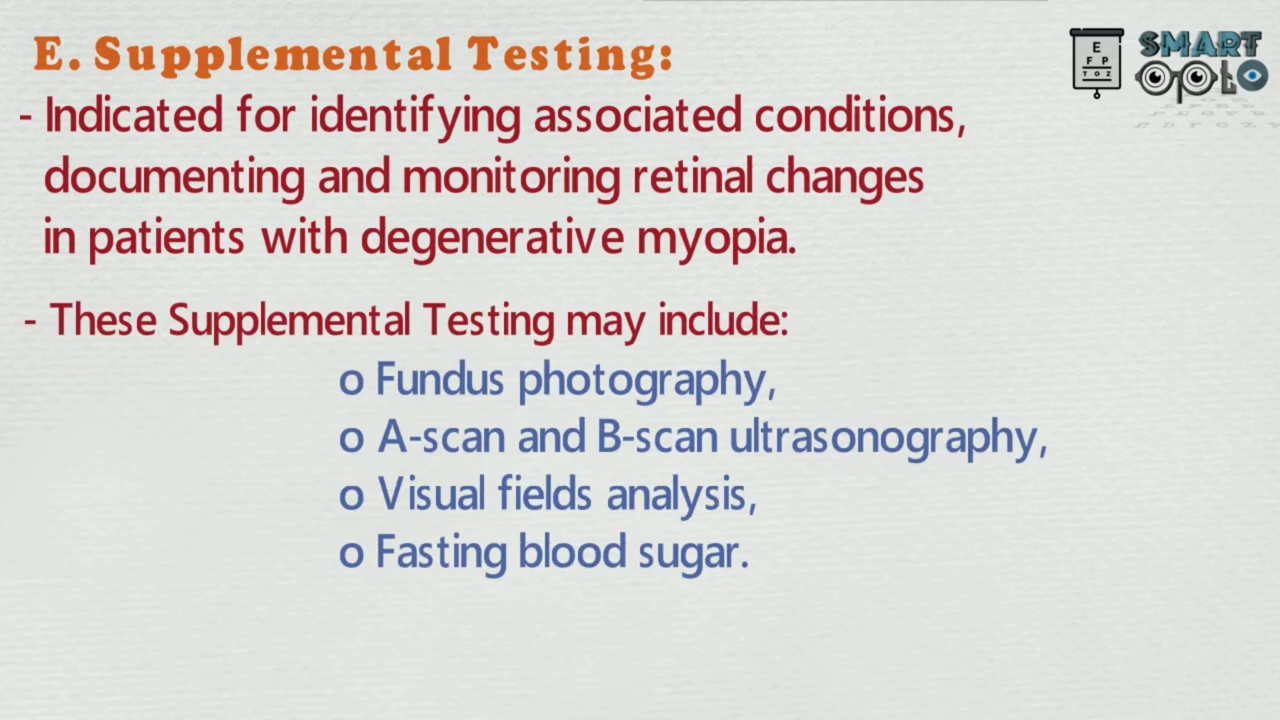 E. Supplemental Testing:
- Indicated for identifying associated conditions,
documenting and monitoring retinal changes
in patients with degenerative myopia.
- These Supplemental Testing may include:
o Fundus photography,
o A-scan and B-scan ultrasonography,
o Visual fields analysis,
o Fasting blood sugar.
E
F P
T O Z
SMART
opto